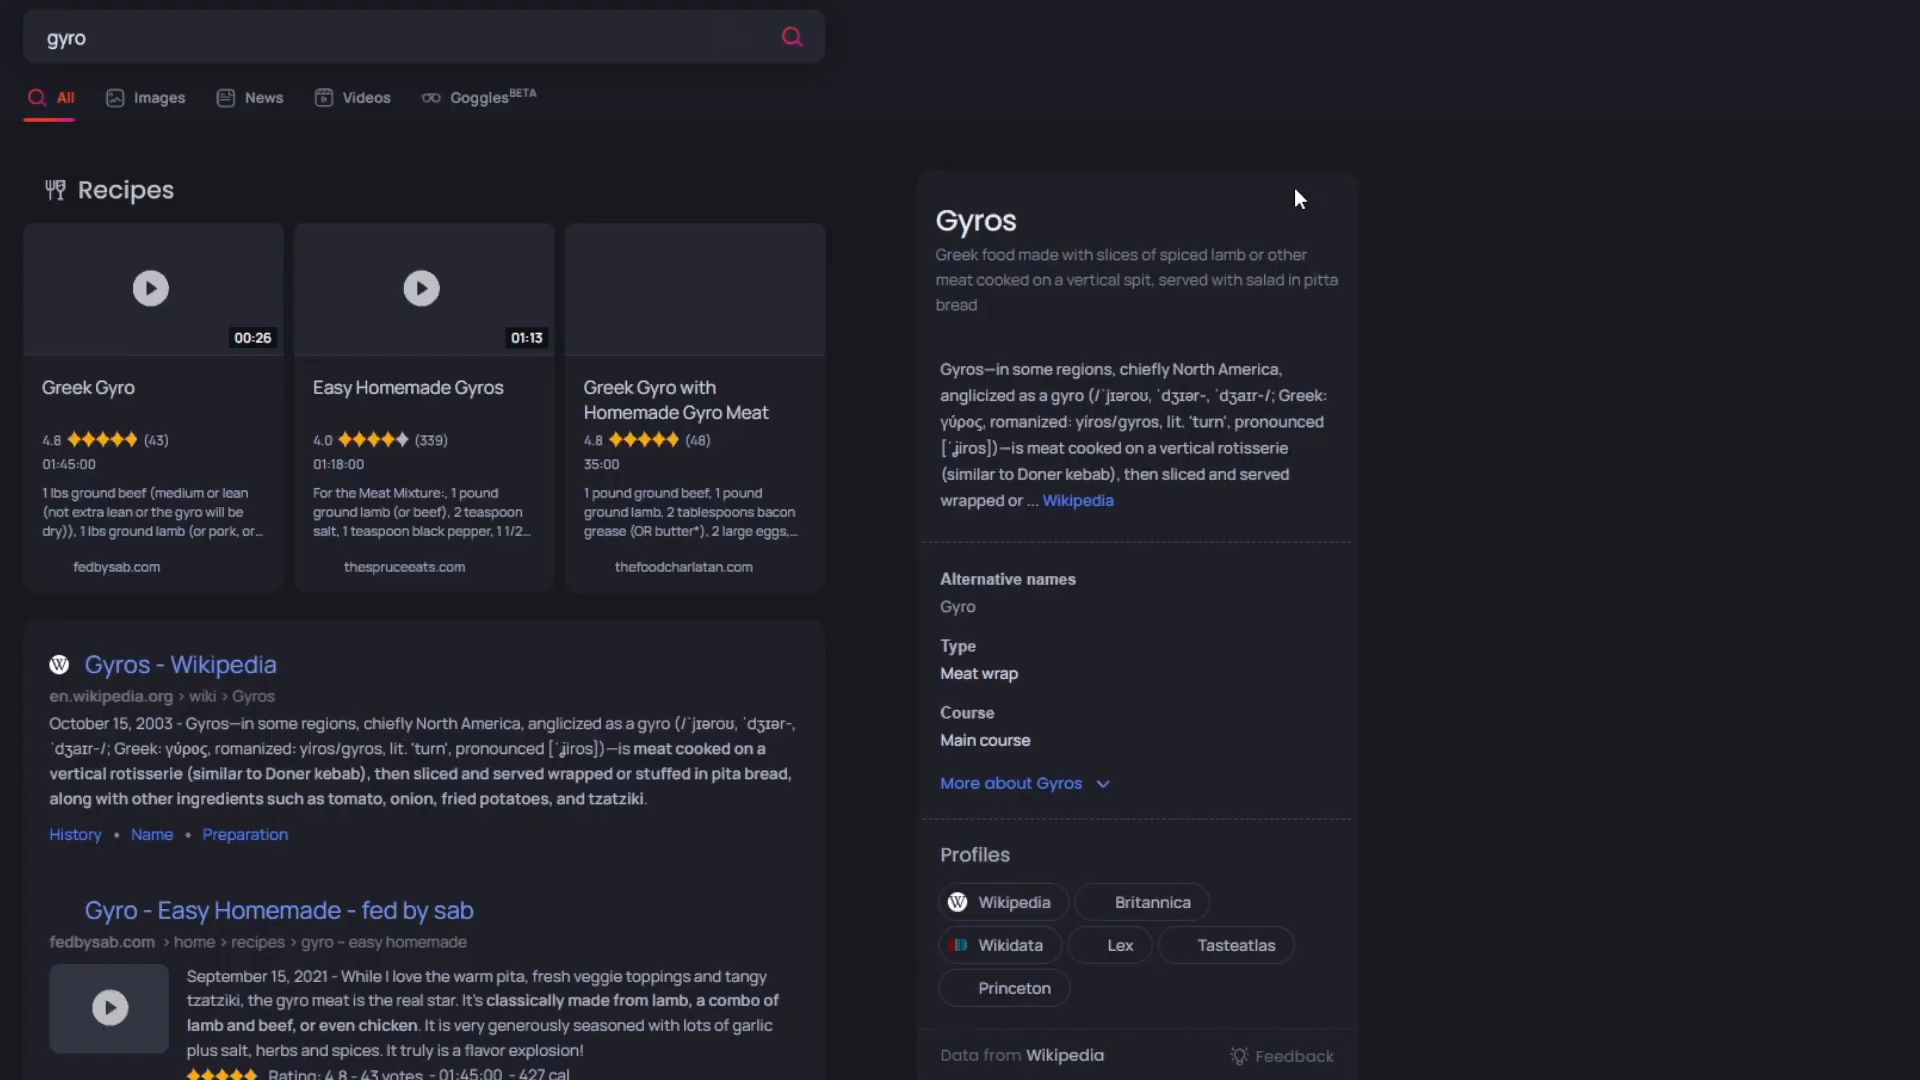 gyro
All Images News Videos Goggles BETA
Recipes
00:26
Greek Gyro
4.8 (43)
01:45:00
1 lbs ground beef (medium or lean
(not extra lean or the gyro will be
dry)), 1 lbs ground lamb (or pork, or...
fedbysab.com
01:13
Easy Homemade Gyros
4.0 (339)
01:18:00
For the Meat Mixture:, 1 pound
ground lamb (or beef), 2 teaspoon
salt, 1 teaspoon black pepper, 1 1/2...
thespruceeats.com
Greek Gyro with
Homemade Gyro Meat
4.8 (48)
35:00
1 pound ground beef, 1 pound
ground lamb, 2 tablespoons bacon
grease (OR butter*), 2 large eggs,...
thefoodcharlatan.com
Gyros - Wikipedia
en.wikipedia.org › wiki › Gyros
October 15, 2003 - Gyros—in some regions, chiefly North America, anglicized as a gyro (/ˈjɪəroʊ, ˈdʒɪər-,
ˈdʒaɪr-/; Greek: γύρος, romanized: yíros/gyros, lit. 'turn', pronounced [ˈʝiros])—is meat cooked on a
vertical rotisserie (similar to Doner kebab), then sliced and served wrapped or stuffed in pita bread,
along with other ingredients such as tomato, onion, fried potatoes, and tzatziki.
History • Name • Preparation
Gyro - Easy Homemade - fed by sab
fedbysab.com › home › recipes › gyro – easy homemade
September 15, 2021 - While I love the warm pita, fresh veggie toppings and tangy
tzatziki, the gyro meat is the real star. It's classically made from lamb, a combo of
lamb and beef, or even chicken. It is very generously seasoned with lots of garlic
plus salt, herbs and spices. It truly is a flavor explosion!
Rating: 4.8 - 43 votes - 01:45:00 - 427 cal
Gyros
Greek food made with slices of spiced lamb or other
meat cooked on a vertical spit, served with salad in pitta
bread
Gyros—in some regions, chiefly North America,
anglicized as a gyro (/ˈjɪəroʊ, ˈdʒɪər-, ˈdʒaɪr-/; Greek:
γύρος, romanized: yíros/gyros, lit. 'turn', pronounced
[ˈʝiros])—is meat cooked on a vertical rotisserie
(similar to Doner kebab), then sliced and served
wrapped or ... Wikipedia
Alternative names
Gyro
Type
Meat wrap
Course
Main course
More about Gyros
Profiles
Wikipedia Britannica
Wikidata Lex Tasteatlas
Princeton
Data from Wikipedia Feedback